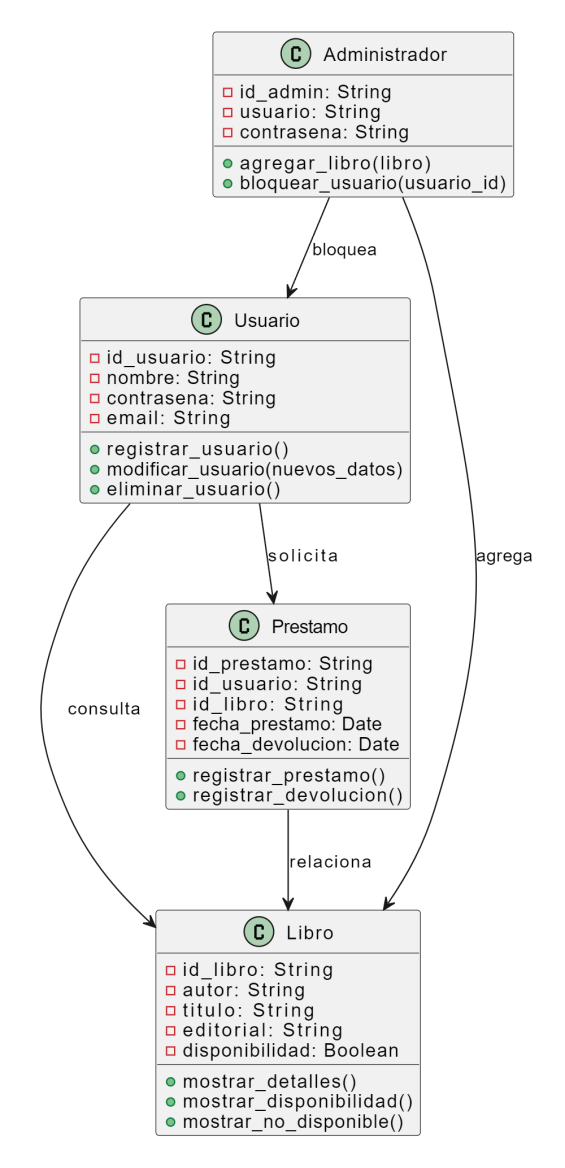 C Administrador
id_admin: String
usuario: String
contrasena: String
agregar_libro(libro)
bloquear_usuario(usuario_id)
bloquea
C Usuario
id_usuario: String
nombre: String
contrasena: String
email: String
registrar_usuario()
modificar_usuario(nuevos_datos)
eliminar_usuario()
solicita
agrega
C Prestamo
id_prestamo: String
id_usuario: String
id_libro: String
fecha_prestamo: Date
fecha_devolucion: Date
registrar_prestamo()
registrar_devolucion()
consulta
relaciona
C Libro
id_libro: String
autor: String
titulo: String
editorial: String
disponibilidad: Boolean
mostrar_detalles()
mostrar_disponibilidad()
mostrar_no_disponible()